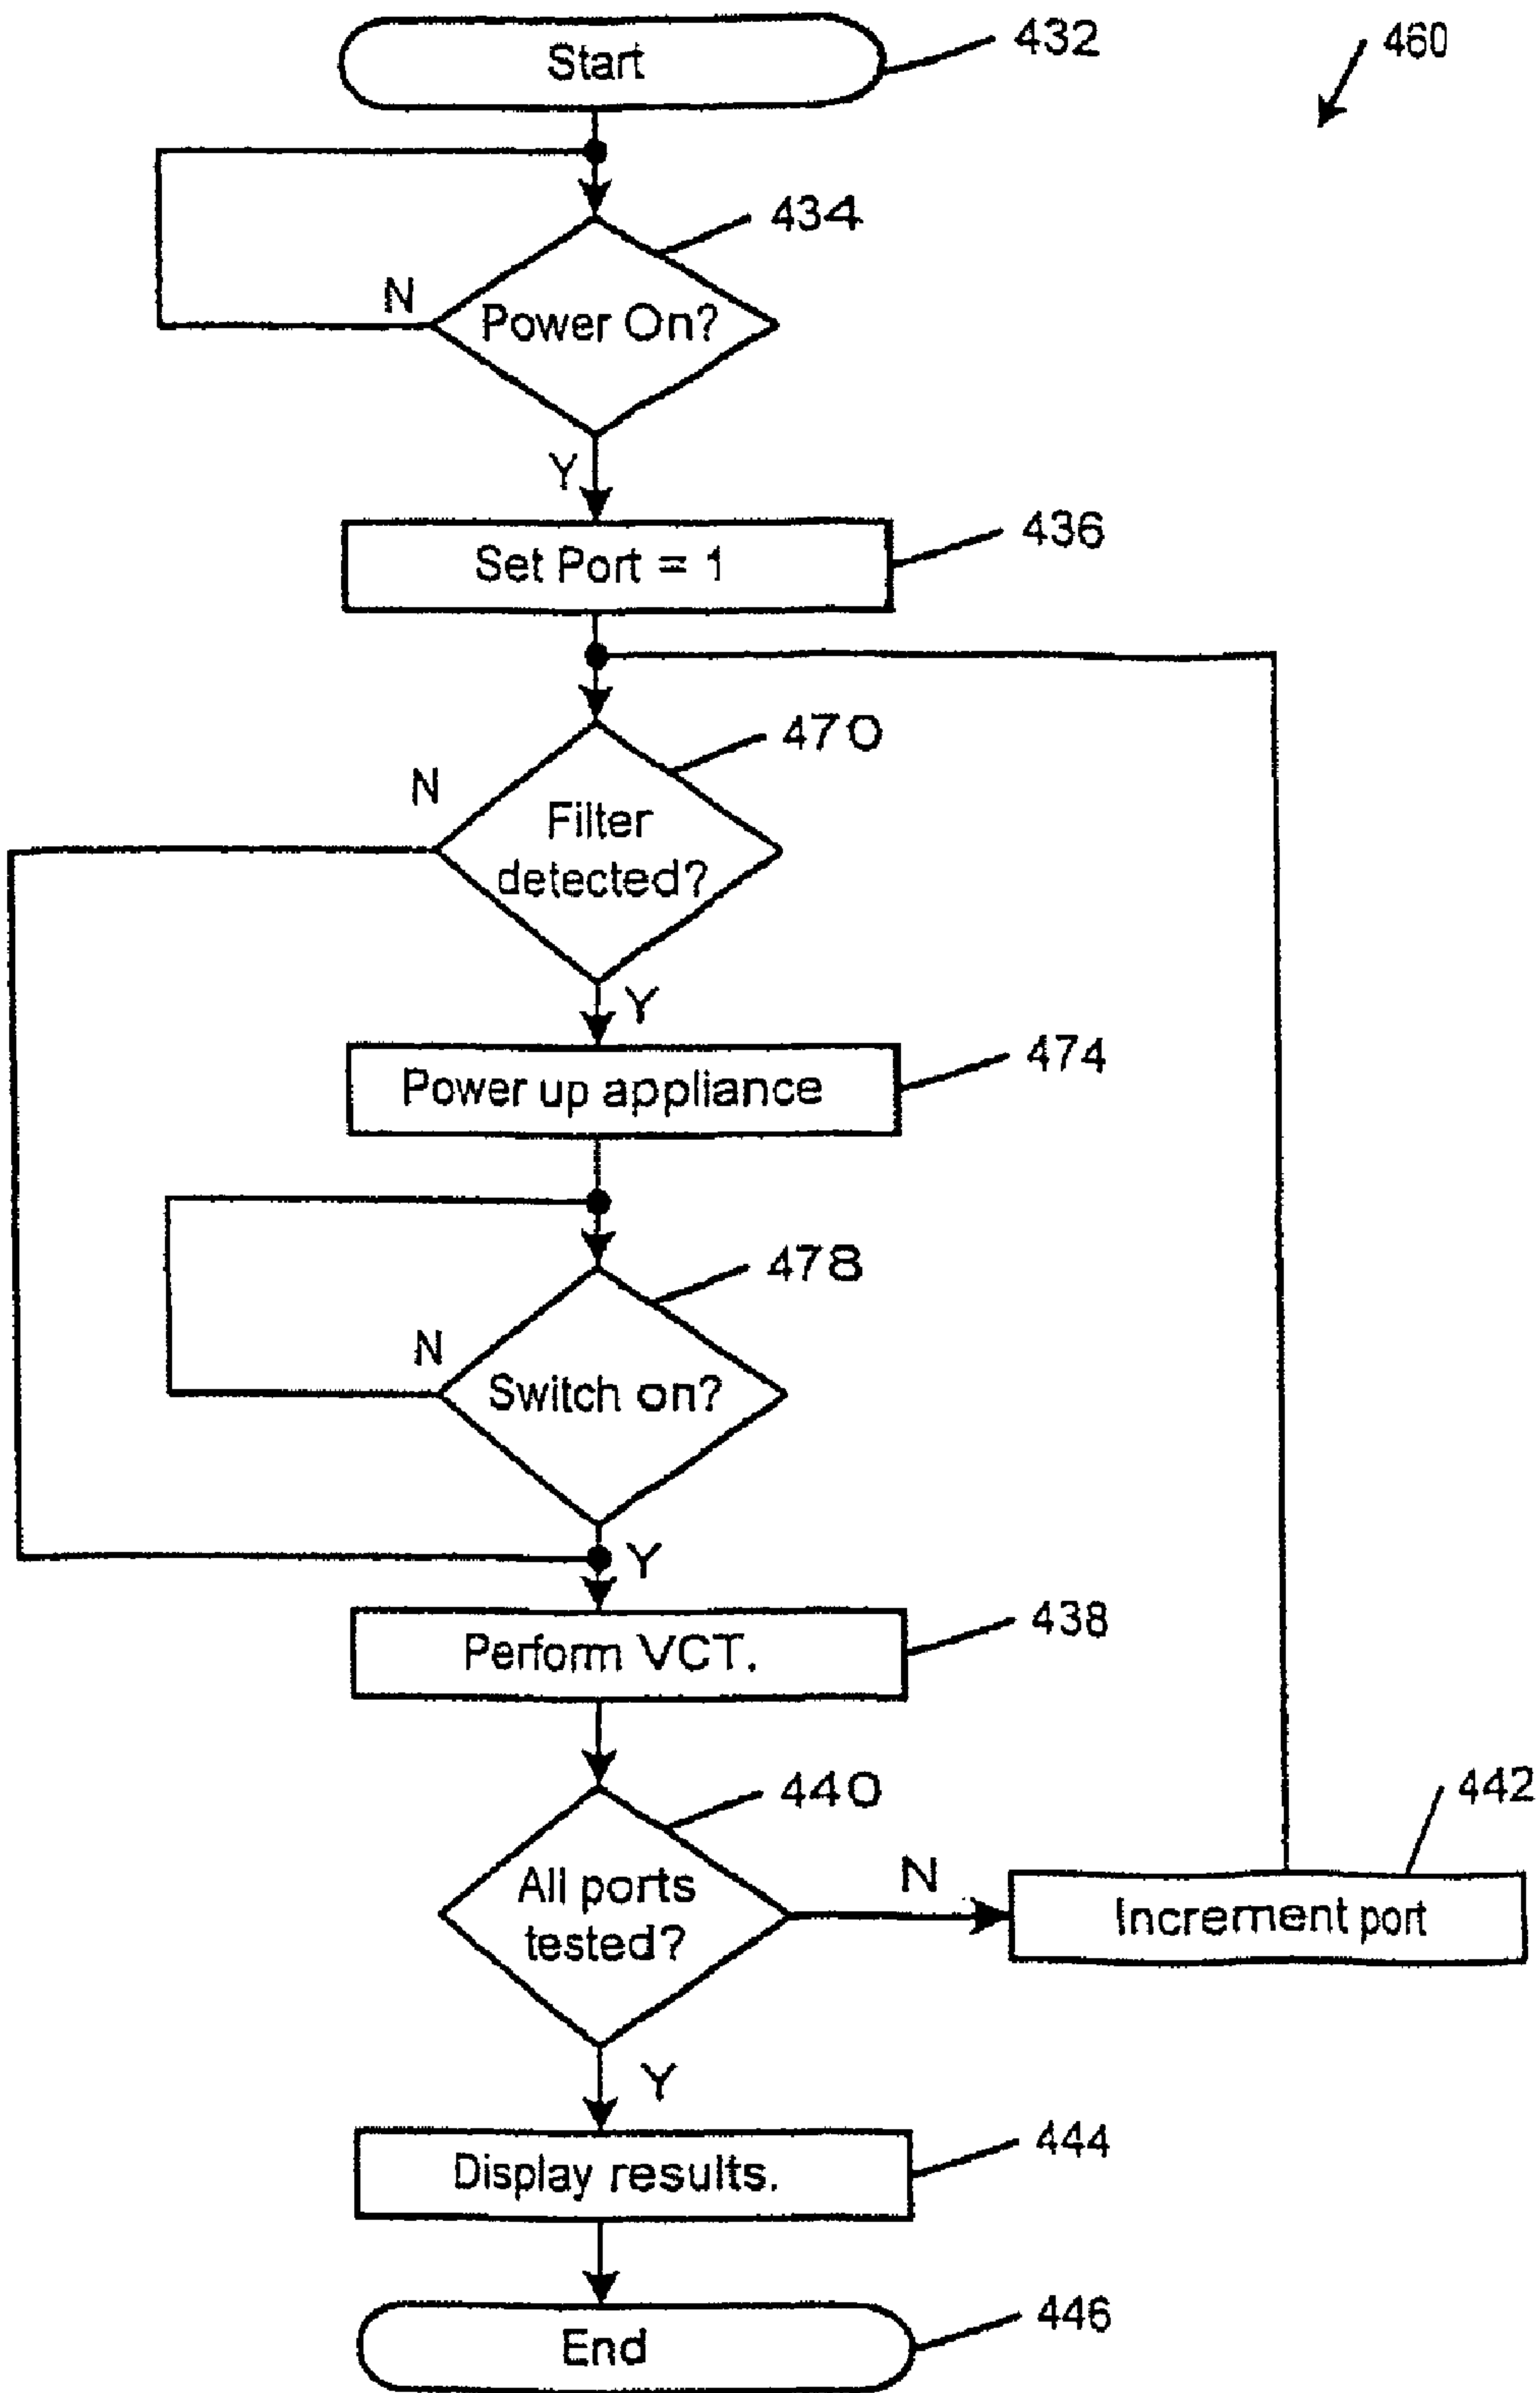 Start
432
460
434
N
Power On?
Y
436
Set Port = 1
470
N
Filter
detected?
Y
474
Power up appliance
478
N
Switch on?
Y
438
Perform VCT.
440
All ports
tested?
N
442
Increment port
Y
444
Display results.
446
End